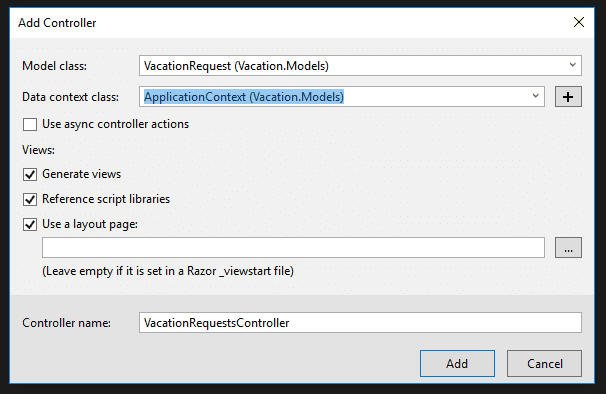 Add Controller
Model class: VacationRequest (Vacation.Models)
Data context class: ApplicationContext (Vacation.Models) +
Use async controller actions
Views:
Generate views
Reference script libraries
Use a layout page:
...
(Leave empty if it is set in a Razor _viewstart file)
Controller name: VacationRequestsController
Add Cancel